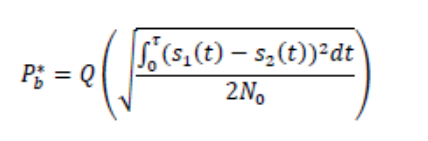 P_b^* = Q\left(\sqrt{\frac{\int_0^τ (s_1(t) - s_2(t))^2 dt}{2N_0}}\right)